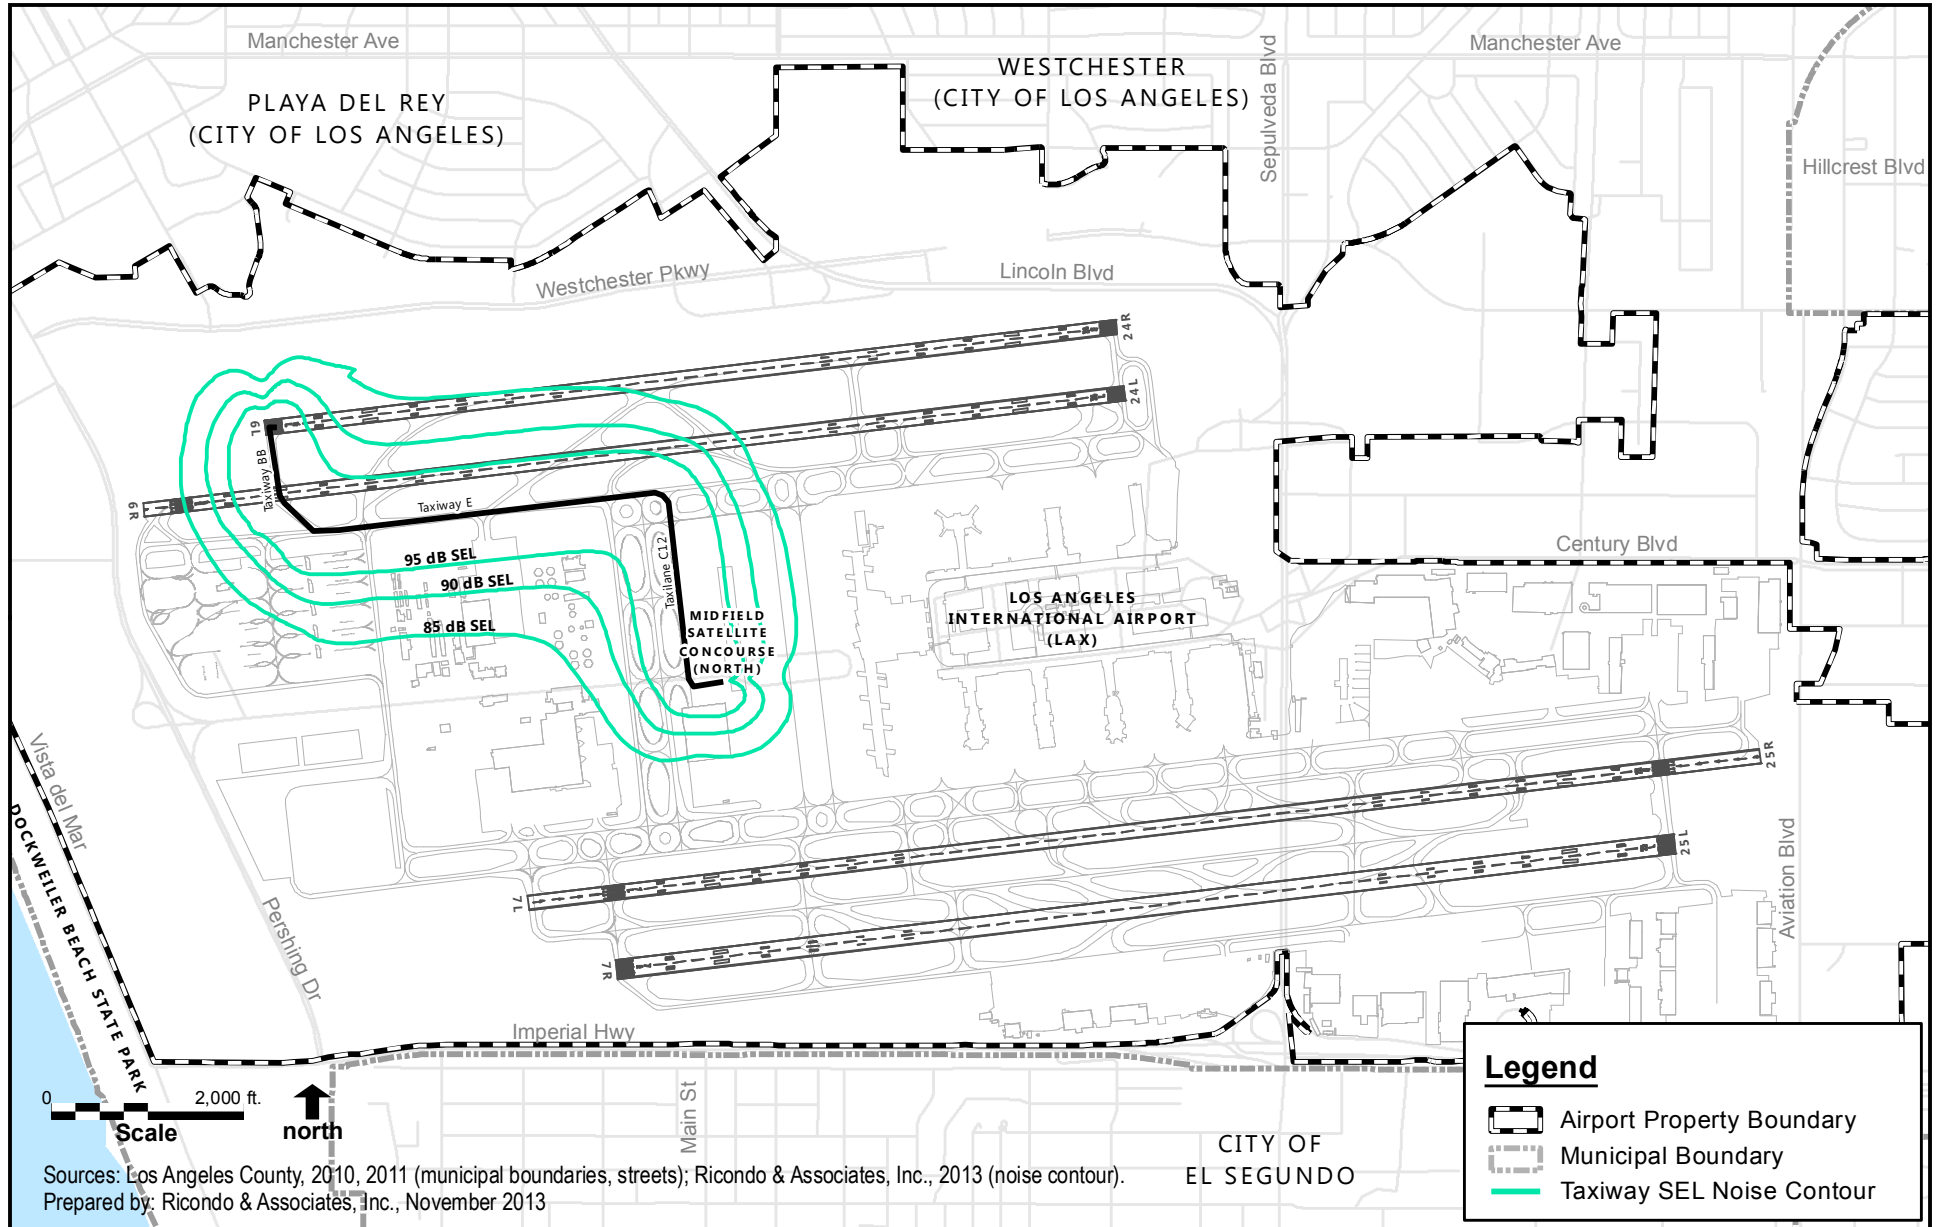 Manchester Ave
Manchester Ave
WESTCHESTER
(CITY OF LOS ANGELES)
PLAYA DEL REY
(CITY OF LOS ANGELES)
Sepulveda Blvd
Hillcrest Blvd
Westchester Pkwy
Lincoln Blvd
24R
24L
6L
6R
Taxiway BB
Taxiway E
Taxilane C12
95 dB SEL
90 dB SEL
85 dB SEL
MIDFIELD
SATELLITE
CONCOURSE
(NORTH)
LOS ANGELES
INTERNATIONAL AIRPORT
(LAX)
Century Blvd
Vista del Mar
DOCKWEILER BEACH STATE PARK
Pershing Dr
25R
25L
7L
7R
Aviation Blvd
Imperial Hwy
Main St
CITY OF
EL SEGUNDO
0 2,000 ft.
Scale
north
Legend
Airport Property Boundary
Municipal Boundary
Taxiway SEL Noise Contour
Sources: Los Angeles County, 2010, 2011 (municipal boundaries, streets); Ricondo & Associates, Inc., 2013 (noise contour).
Prepared by: Ricondo & Associates, Inc., November 2013